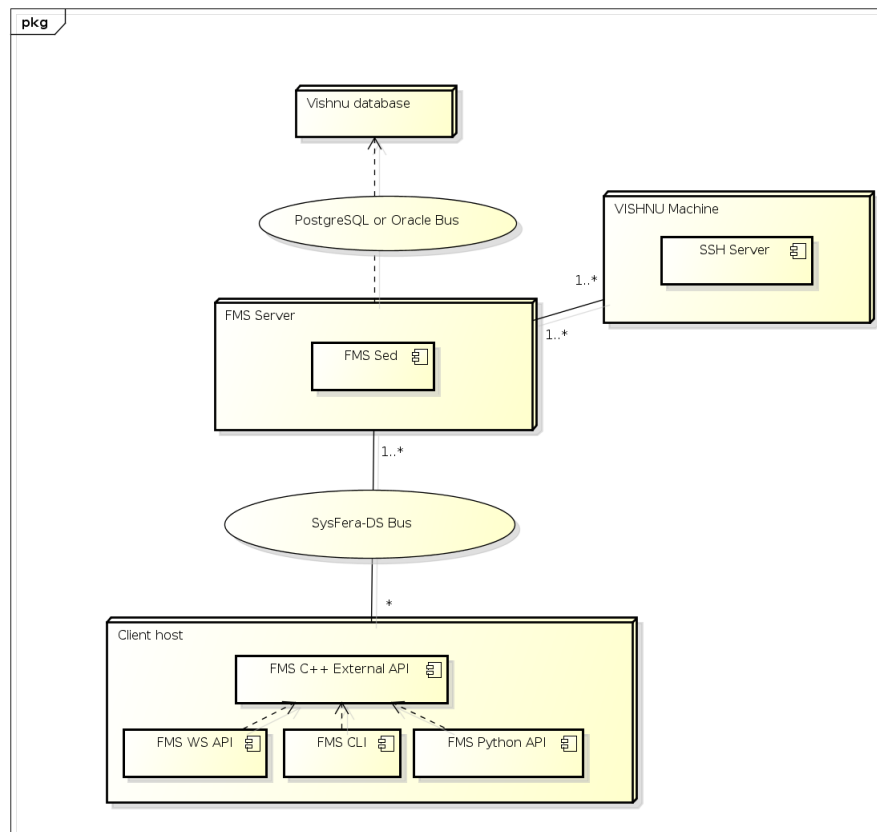 pkg
Vishnu database
PostgreSQL or Oracle Bus
VISHNU Machine
SSH Server
1..*
1..*
FMS Server
FMS Sed
1..*
SysFera-DS Bus
*
Client host
FMS C++ External API
FMS WS API
FMS CLI
FMS Python API